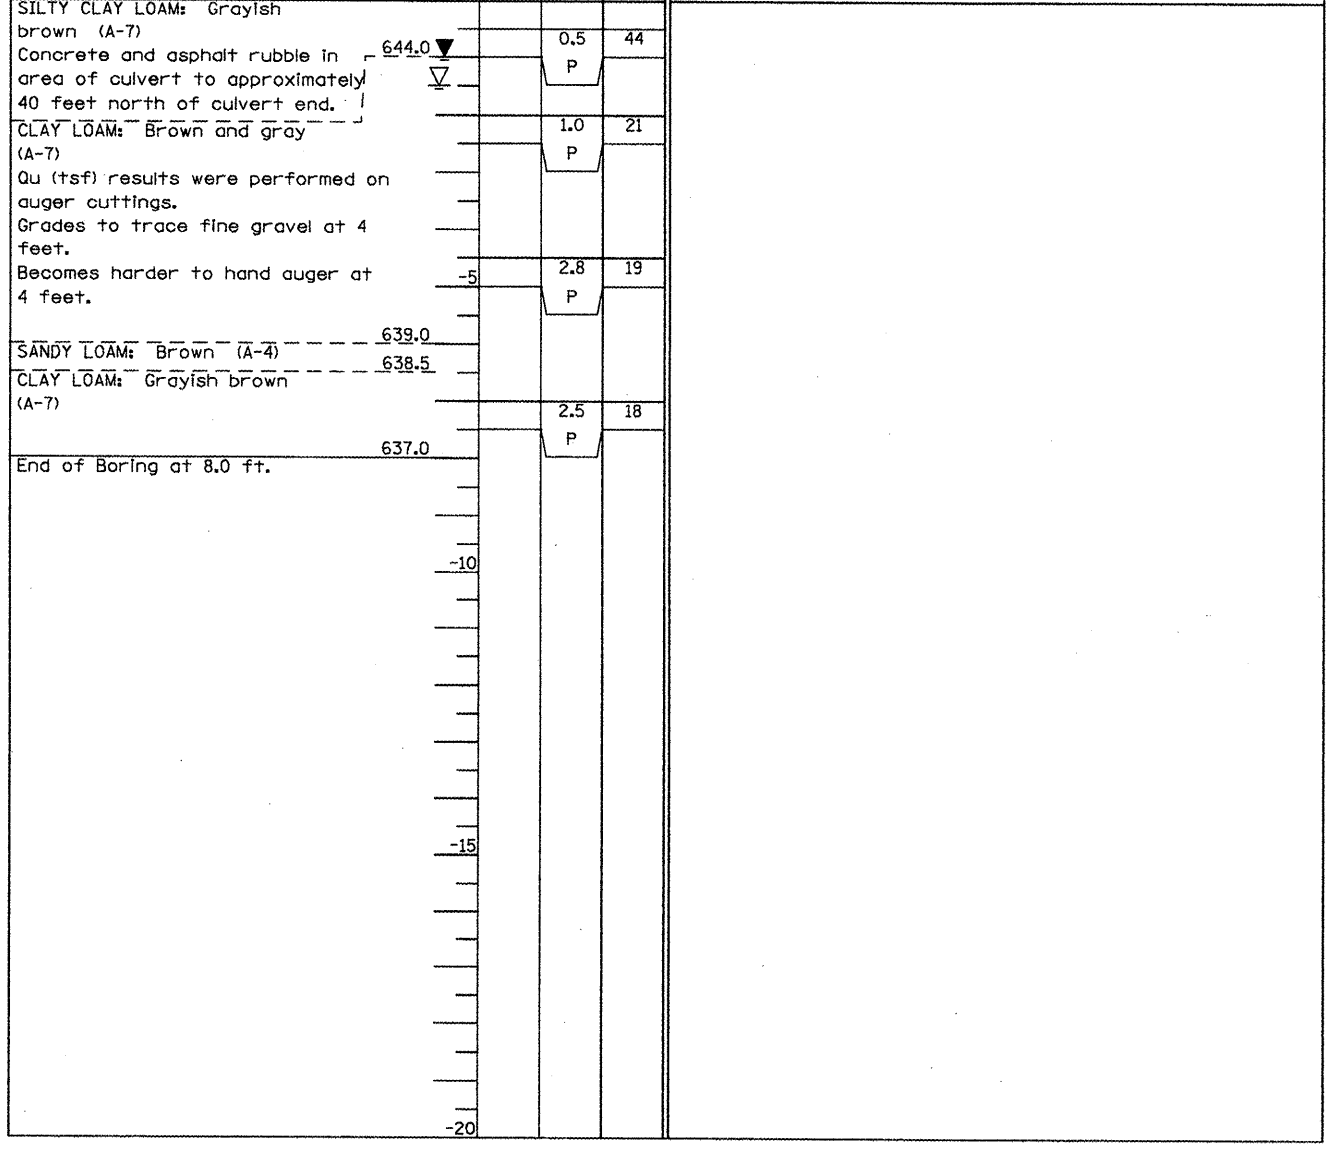 SILTY CLAY LOAM: Grayish
brown (A-7)
Concrete and asphalt rubble in
area of culvert to approximately
40 feet north of culvert end.
644.0
0.5 44
P
CLAY LOAM: Brown and gray
(A-7)
1.0 21
P
Qu (tsf) results were performed on
auger cuttings.
Grades to trace fine gravel at 4
feet.
Becomes harder to hand auger at
4 feet.
-5
2.8 19
P
639.0
SANDY LOAM: Brown (A-4)
638.5
CLAY LOAM: Grayish brown
(A-7)
2.5 18
P
637.0
End of Boring at 8.0 ft.
-10
-15
-20